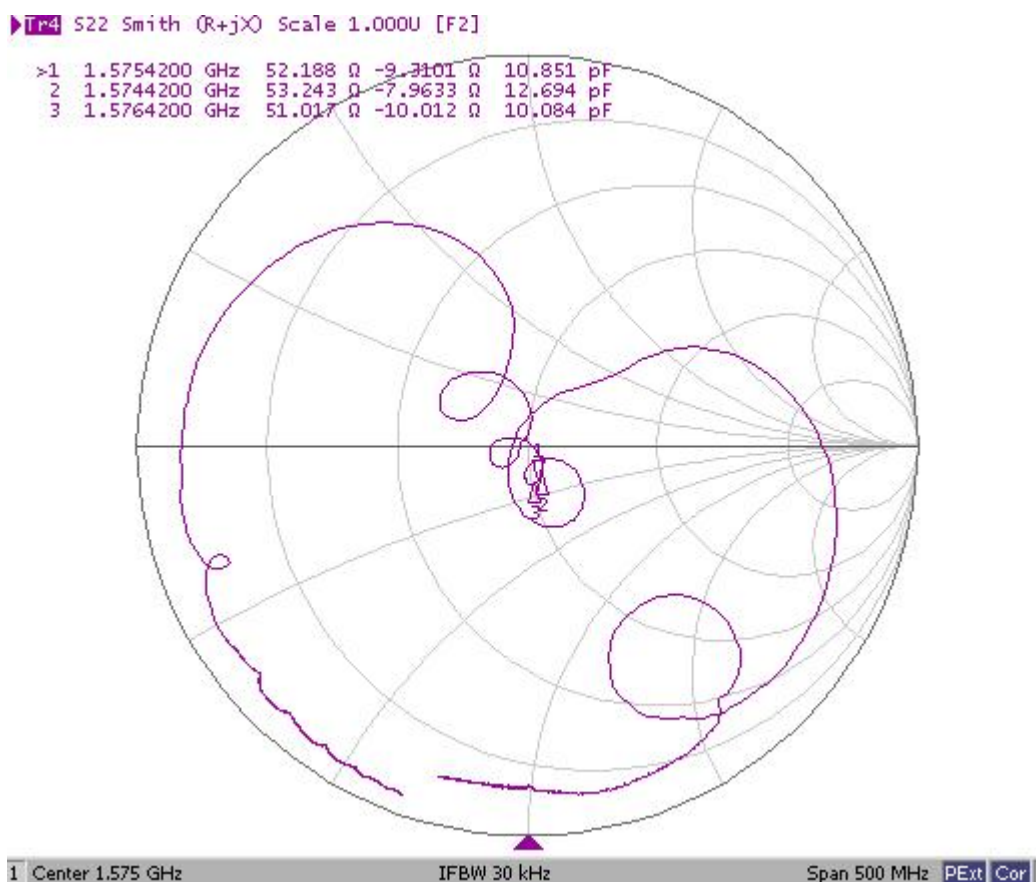 Tr4 S22 Smith (R+jX) Scale 1.000U [F2]
>1 1.5754200 GHz 52.188 Ω -9.3101 Ω 10.851 pF
2 1.5744200 GHz 53.243 Ω -7.9633 Ω 12.694 pF
3 1.5764200 GHz 51.017 Ω -10.012 Ω 10.084 pF
1 Center 1.575 GHz IFBW 30 kHz Span 500 MHz PExt Cor